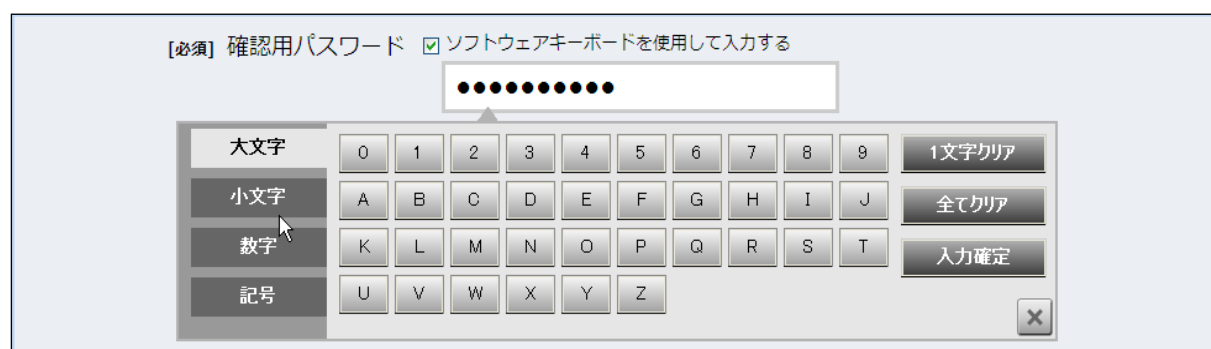 [必須] 確認用パスワード ソフトウェアキーボードを使用して入力する
●●●●●●●●●●
大文字 0 1 2 3 4 5 6 7 8 9 1文字クリア
小文字 A B C D E F G H I J 全てクリア
数字 K L M N O P Q R S T 入力確定
記号 U V W X Y Z
×